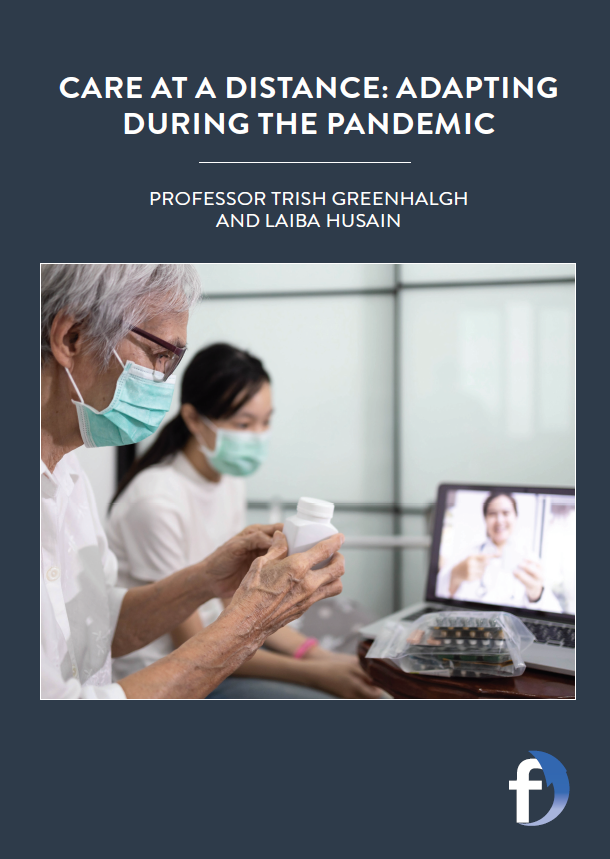 CARE AT A DISTANCE: ADAPTING
DURING THE PANDEMIC
PROFESSOR TRISH GREENHALGH
AND LAIBA HUSAIN
f